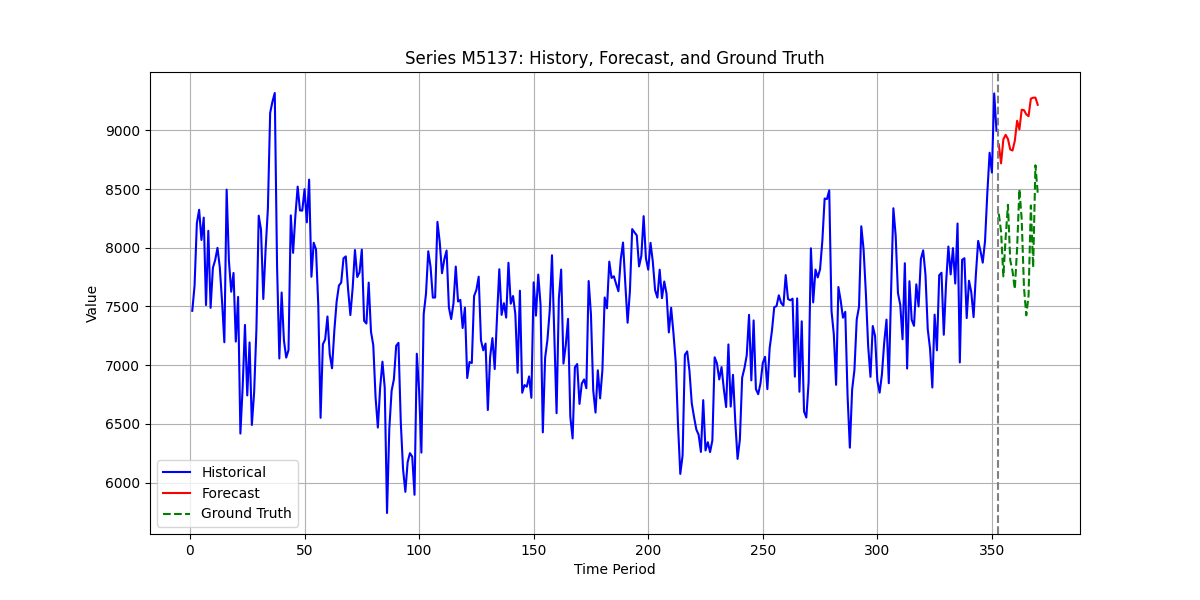 Series M5137: History, Forecast, and Ground Truth
Value
9000
8500
8000
7500
7000
6500
6000
Historical
Forecast
Ground Truth
0 50 100 150 200 250 300 350
Time Period